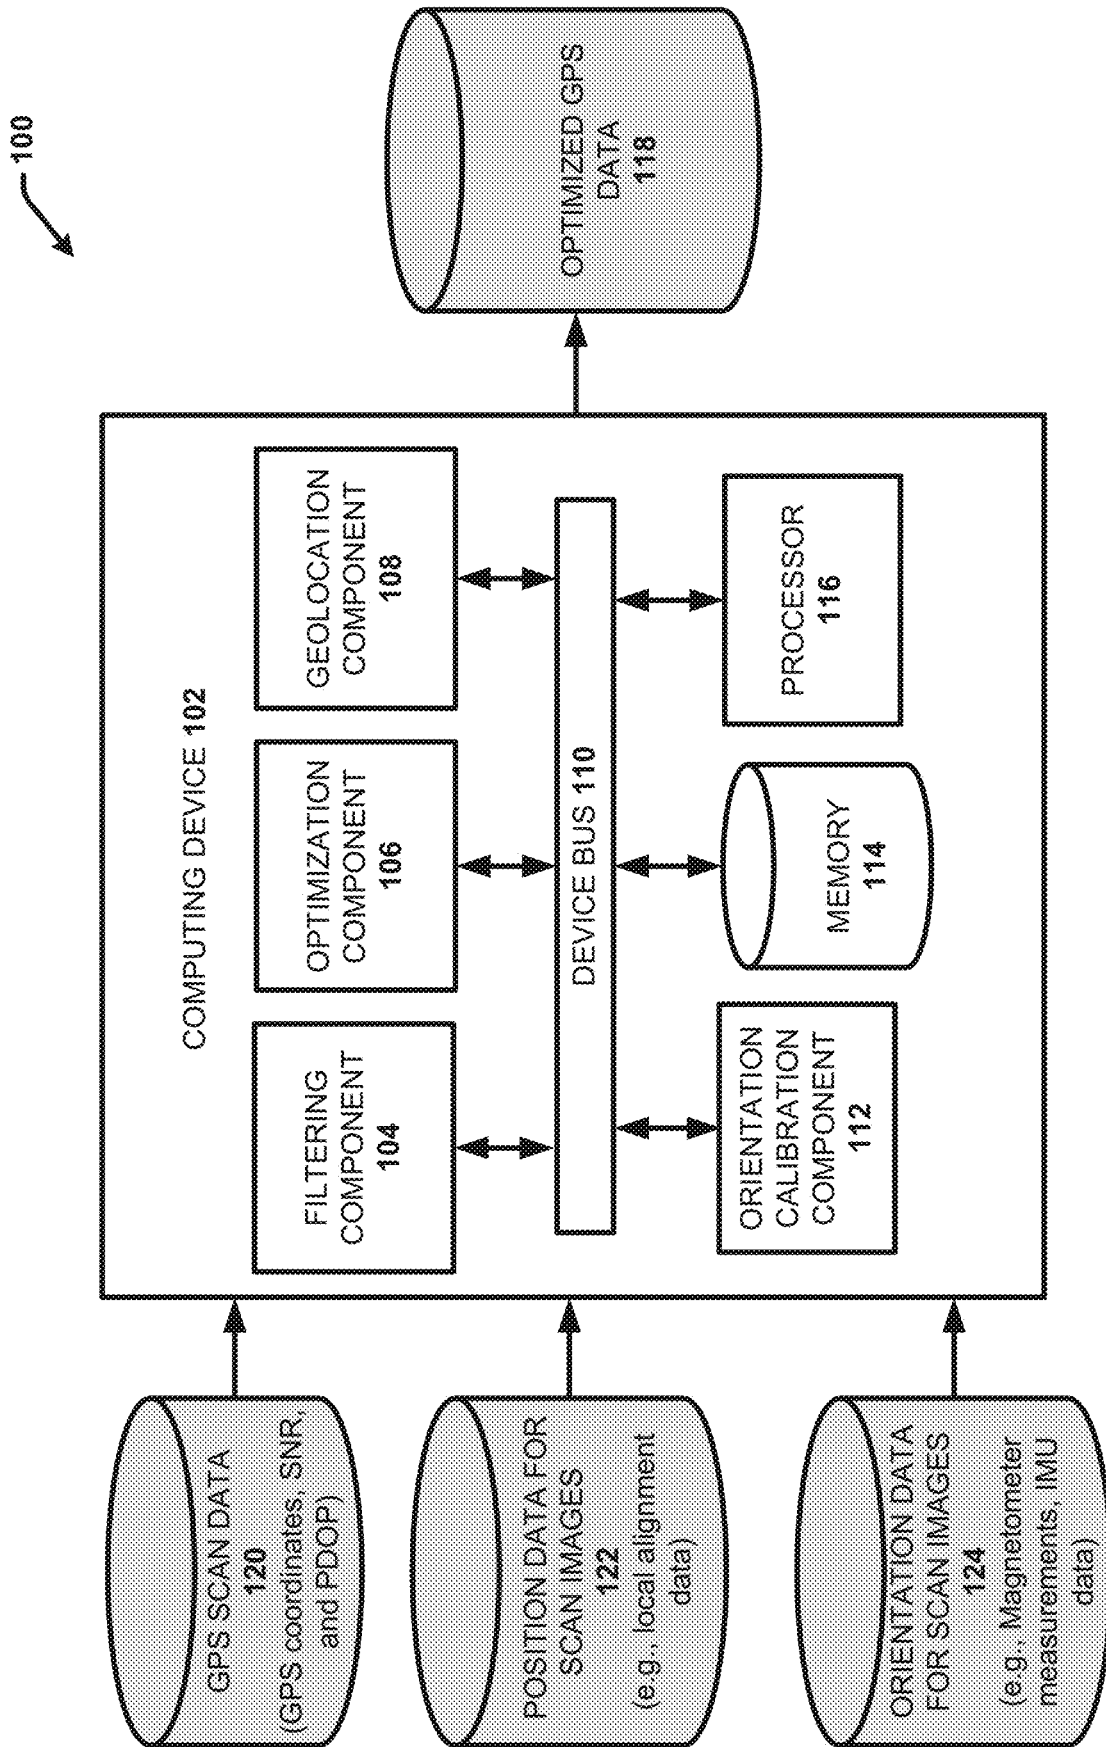 100
GPS SCAN DATA
120
(GPS coordinates, SNR,
and PDOP)
POSITION DATA FOR
SCAN IMAGES
122
(e.g., local alignment
data)
ORIENTATION DATA
FOR SCAN IMAGES
124
(e.g., Magnetometer
measurements, IMU
data)
COMPUTING DEVICE 102
FILTERING
COMPONENT
104
OPTIMIZATION
COMPONENT
106
GEOLOCATION
COMPONENT
108
DEVICE BUS 110
ORIENTATION
CALIBRATION
COMPONENT
112
MEMORY
114
PROCESSOR
116
OPTIMIZED GPS
DATA
118